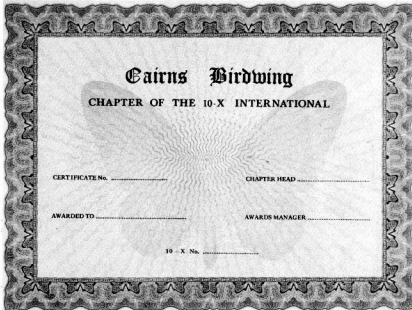 Cairns Birdwing
CHAPTER OF THE 10-X INTERNATIONAL
CERTIFICATE No. ........................ CHAPTER HEAD ........................
AWARDED TO ........................ AWARDS MANAGER ........................
10 - X No. ........................